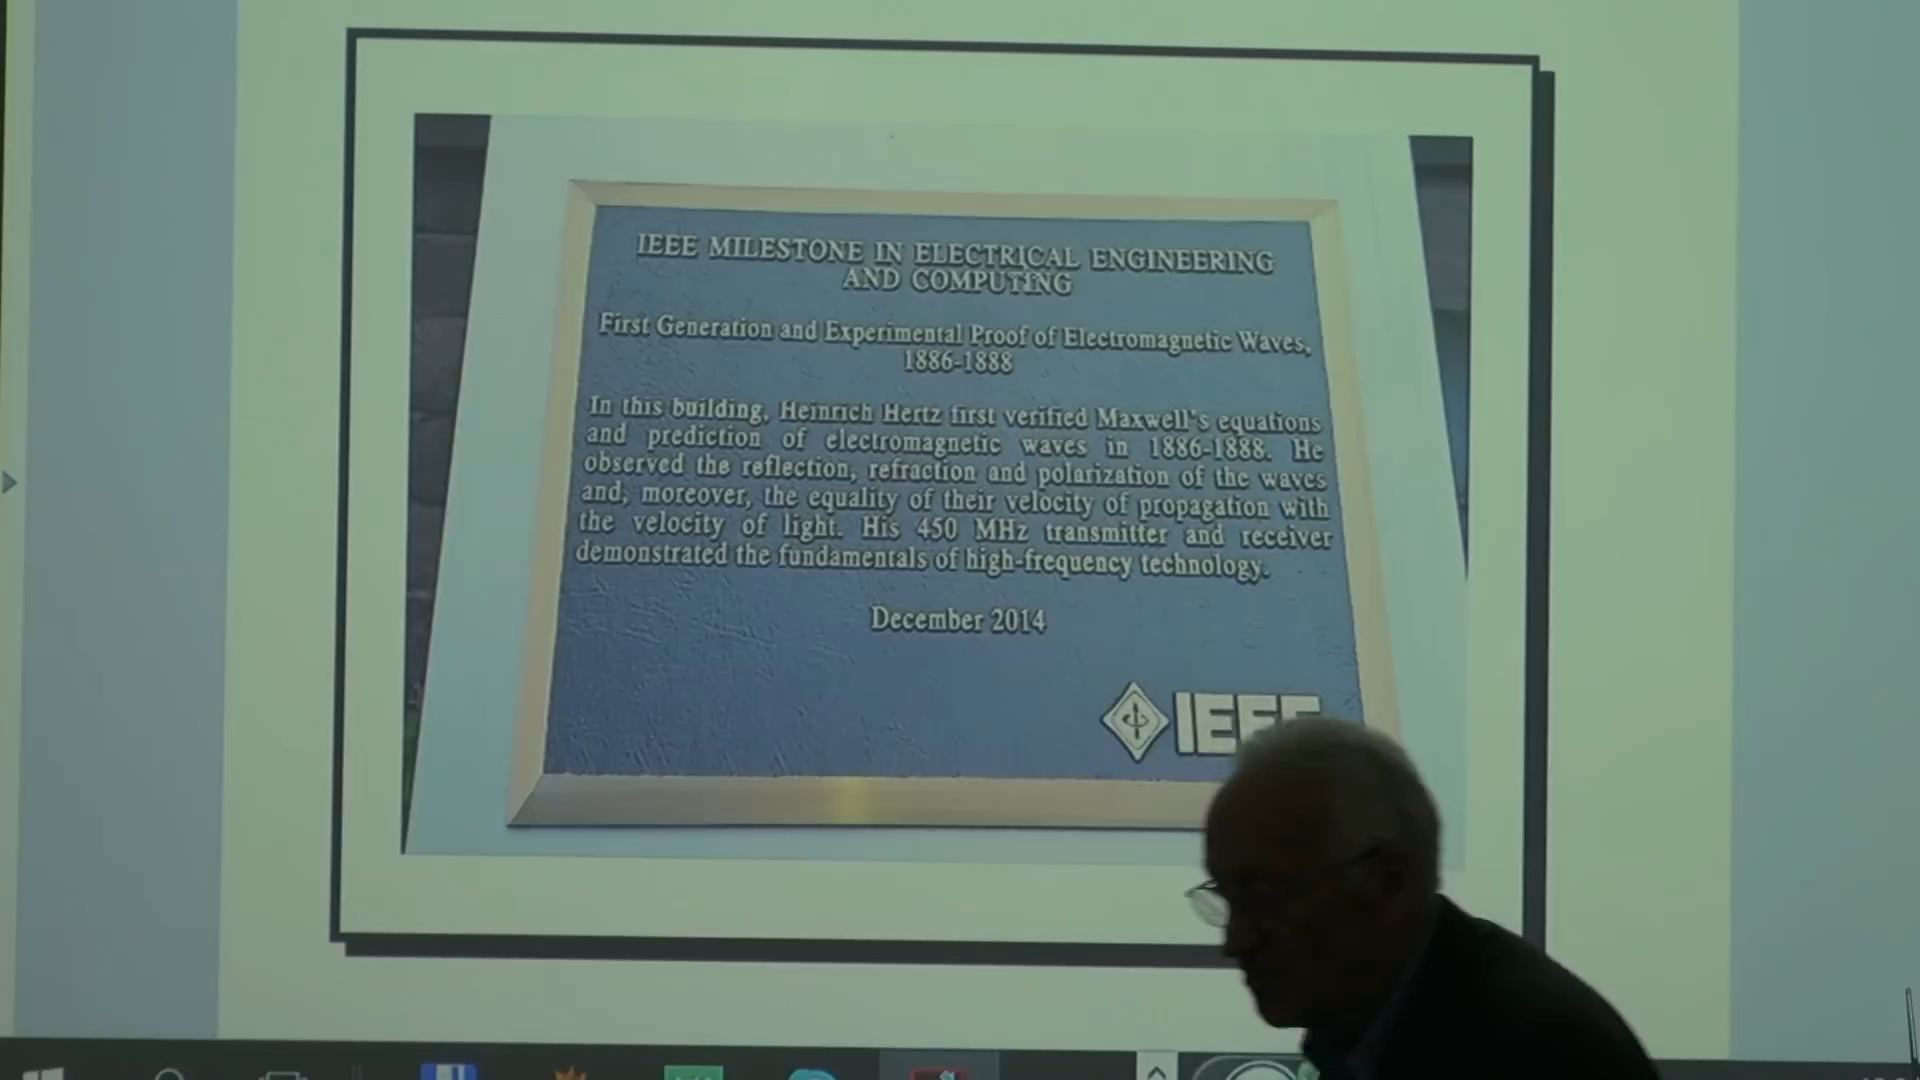 IEEE MILESTONE IN ELECTRICAL ENGINEERING
AND COMPUTING
First Generation and Experimental Proof of Electromagnetic Waves,
1886-1888
In this building, Heinrich Hertz first verified Maxwell's equations
and prediction of electromagnetic waves in 1886-1888. He
observed the reflection, refraction and polarization of the waves
and, moreover, the equality of their velocity of propagation with
the velocity of light. His 450 MHz transmitter and receiver
demonstrated the fundamentals of high-frequency technology.
December 2014
IEEE